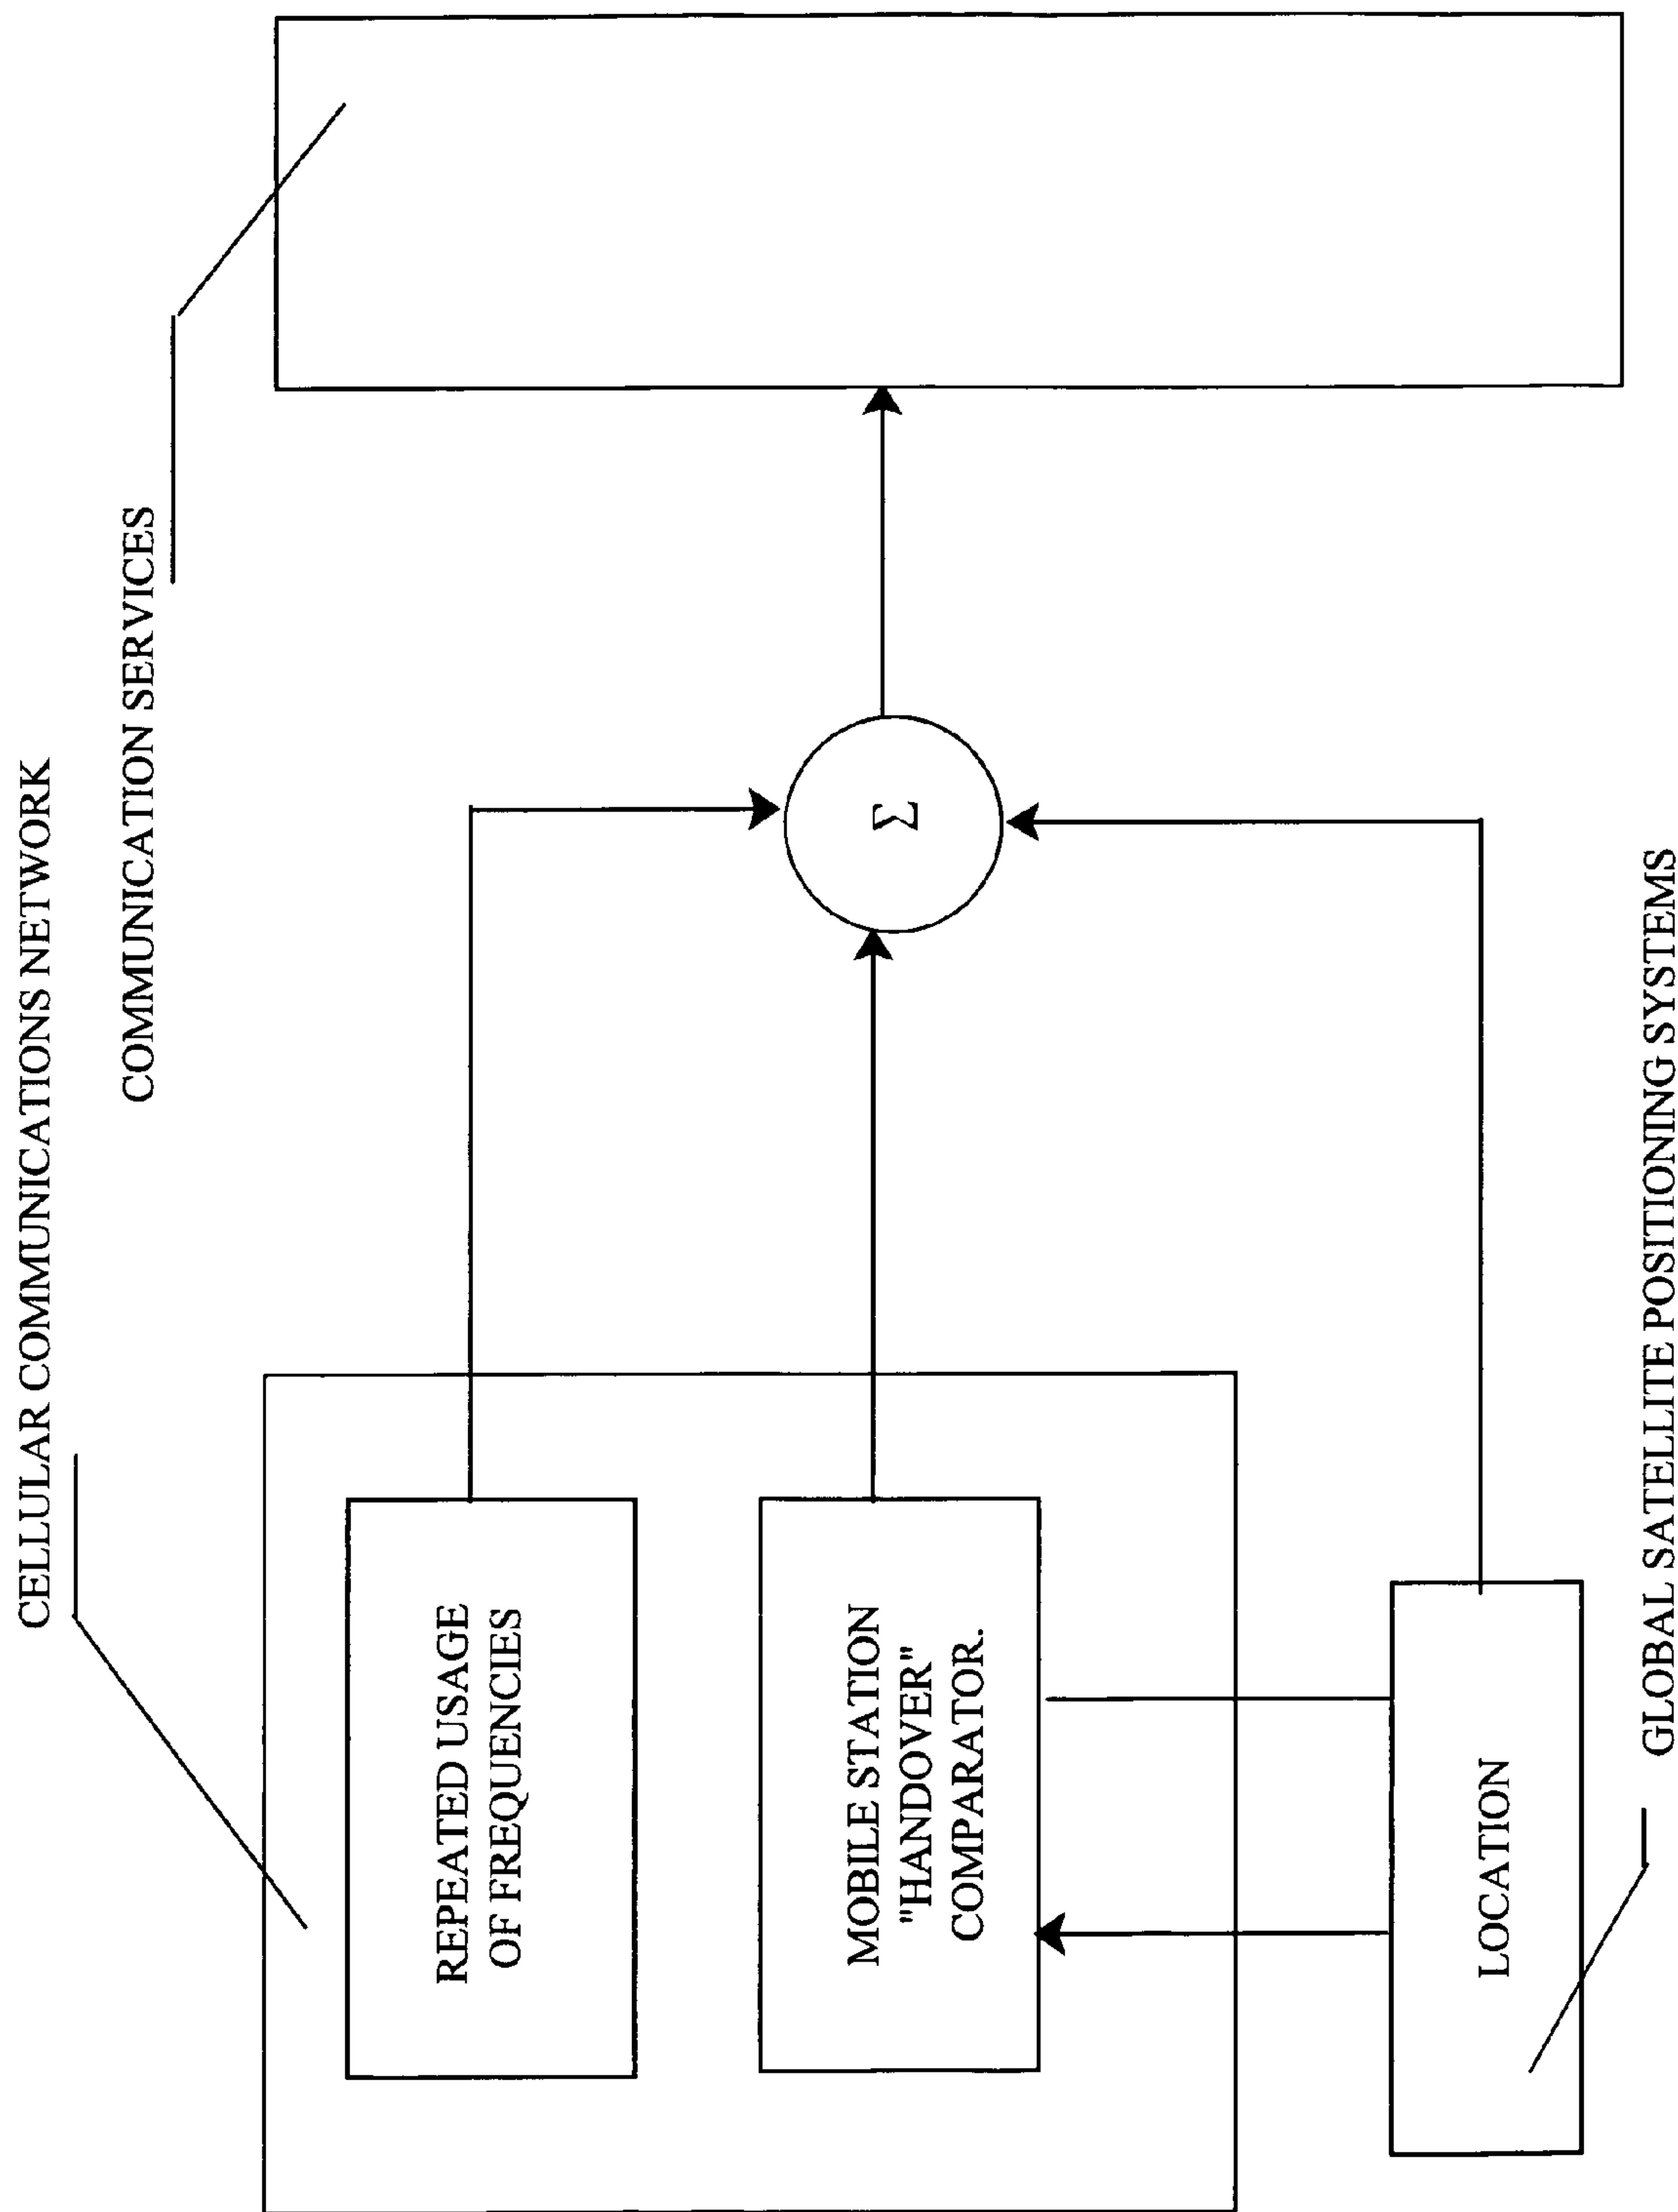 CELLULAR COMMUNICATIONS NETWORK
COMMUNICATION SERVICES
REPEATED USAGE
OF FREQUENCIES
MOBILE STATION
"HANDOVER"
COMPARATOR.
Σ
LOCATION
GLOBAL SATELLITE POSITIONING SYSTEMS